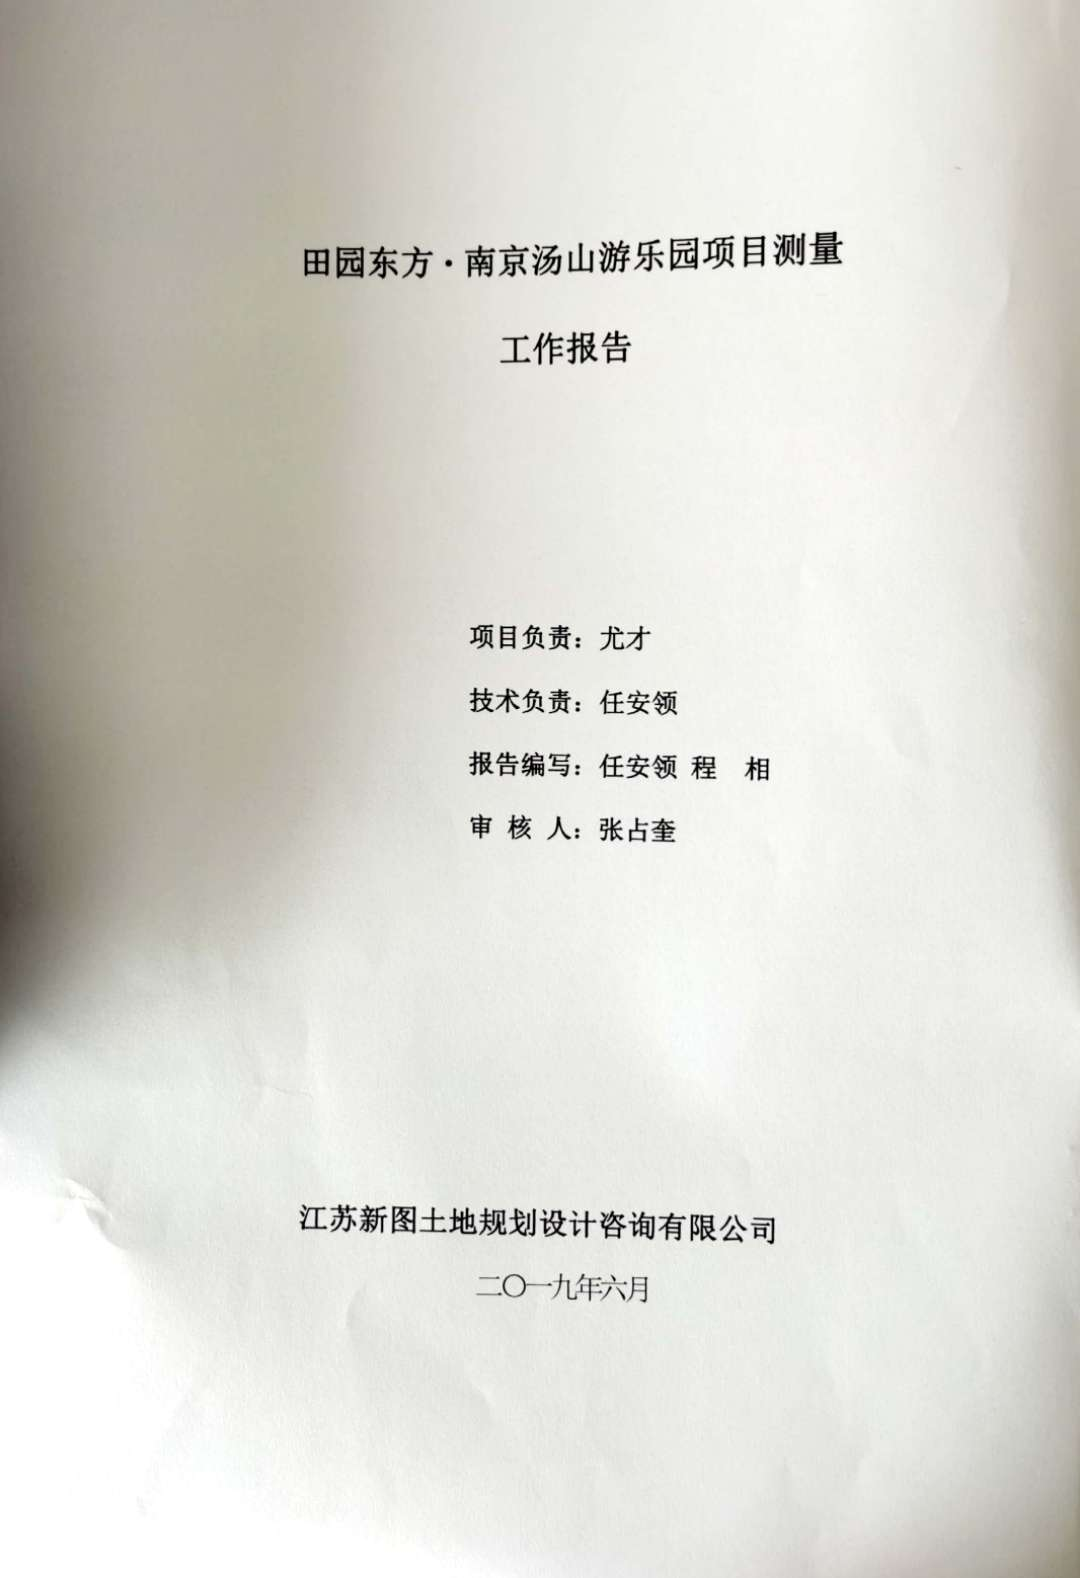 田园东方·南京汤山游乐园项目测量
工作报告
项目负责：尤才
技术负责：任安领
报告编写：任安领 程　相
审 核 人：张占奎
江苏新图土地规划设计咨询有限公司
二〇一九年六月